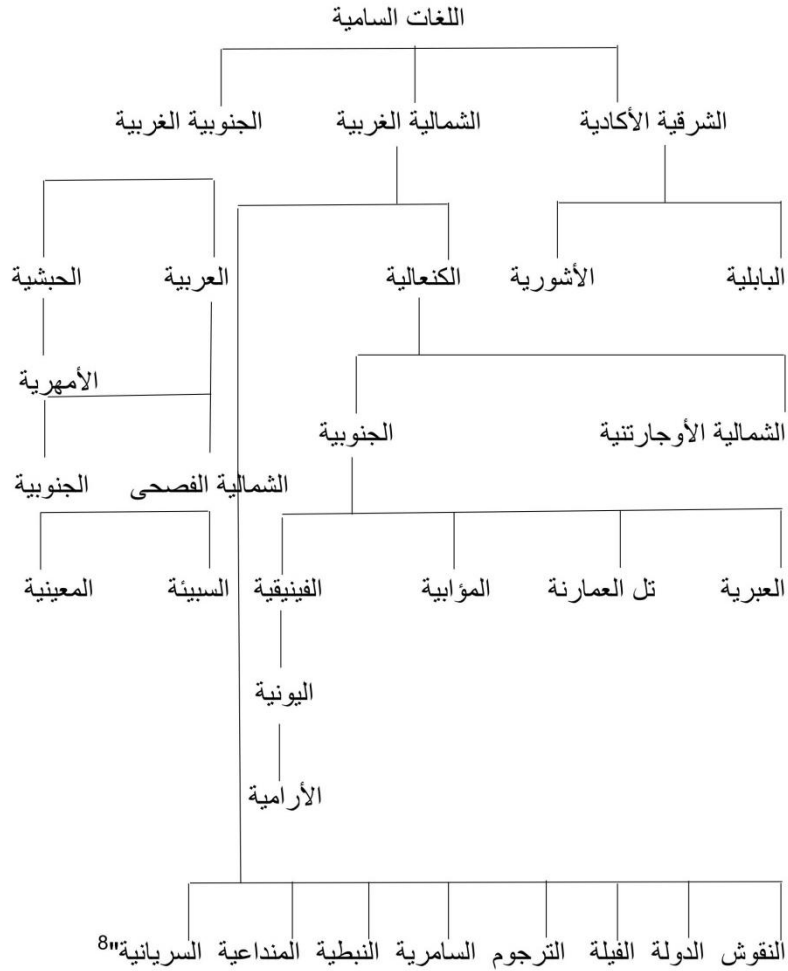 اللغات السامية
الشرقية الأكادية الشمالية الغربية الجنوبية الغربية
البابلية الأشورية الكنعالية العربية الحبشية
الأمهرية
الشمالية الأوجارتنية الجنوبية
الشمالية الفصحى الجنوبية
العبرية تل العمارنة المؤابية الفينيقية السبيئة المعينية
اليونية
الأرامية
النقوش الدولة الفيلة الترجوم السامرية النبطية المنداعية السريانية"8